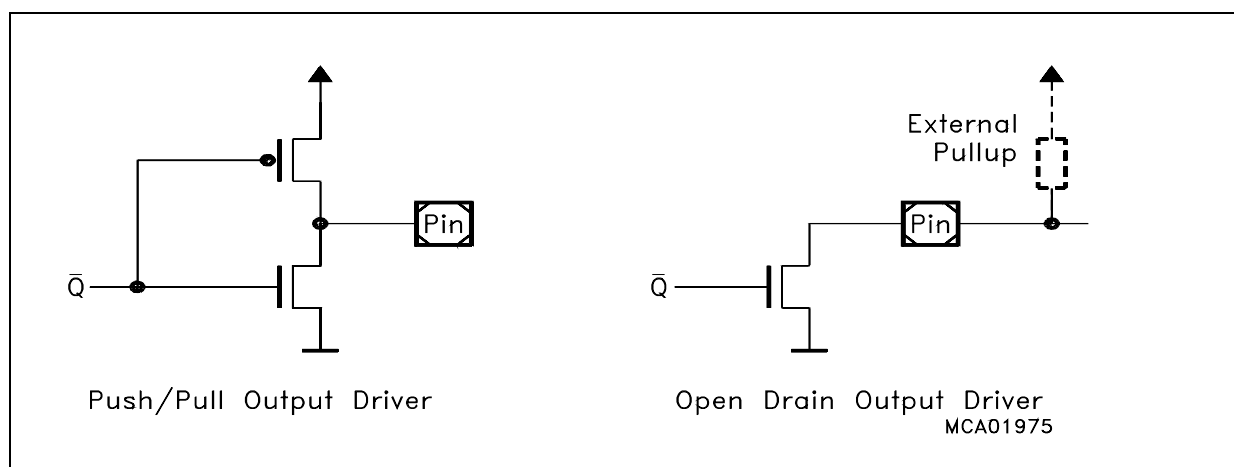 External
Pullup
Pin
Pin
Q̅
Q̅
Push/Pull Output Driver
Open Drain Output Driver
MCA01975